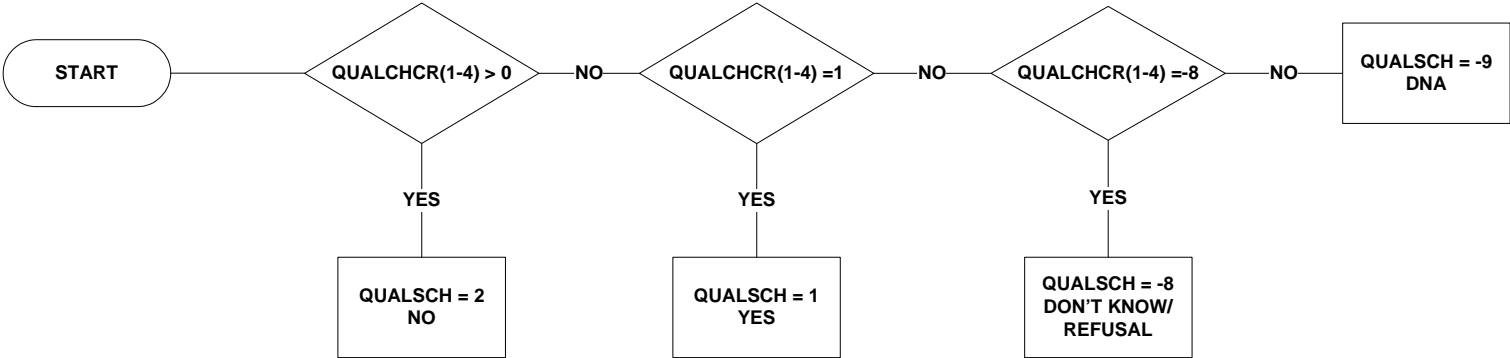 START
QUALCHCR(1-4) > 0
NO
QUALCHCR(1-4) =1
NO
QUALCHCR(1-4) =-8
NO
QUALSCH = -9
DNA
YES
YES
YES
QUALSCH = 2
NO
QUALSCH = 1
YES
QUALSCH = -8
DON'T KNOW/
REFUSAL